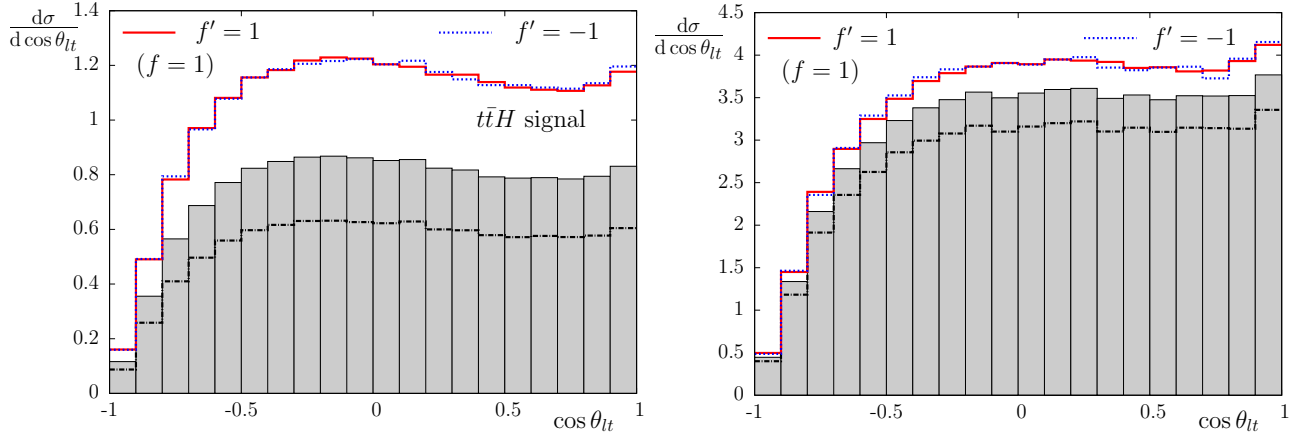 dσ
d cos θ_lt
f′ = 1
f′ = −1
(f = 1)
tt̄H signal
1.4
1.2
1
0.8
0.6
0.4
0.2
0
-1
-0.5
0
0.5
1
cos θ_lt
dσ
d cos θ_lt
f′ = 1
f′ = −1
(f = 1)
4.5
4
3.5
3
2.5
2
1.5
1
0.5
0
-1
-0.5
0
0.5
1
cos θ_lt